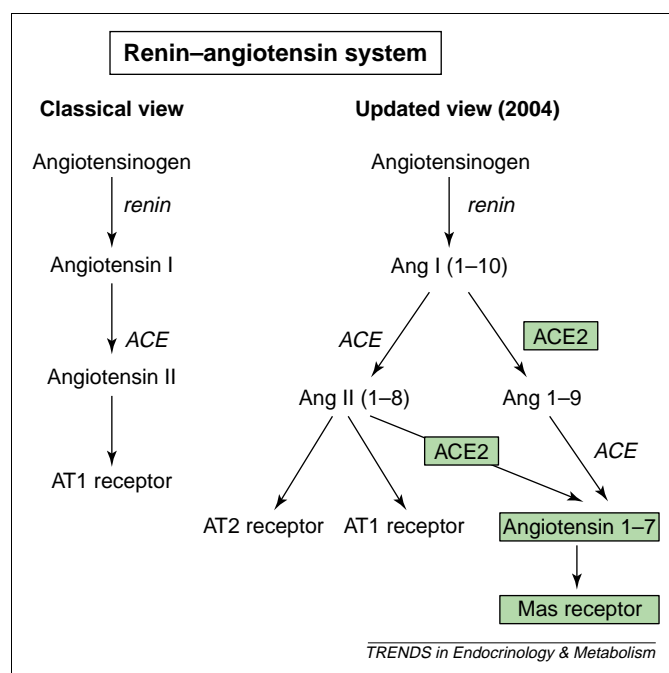 Renin–angiotensin system
Classical view
Angiotensinogen
renin
Angiotensin I
ACE
Angiotensin II
AT1 receptor
Updated view (2004)
Angiotensinogen
renin
Ang I (1–10)
ACE
ACE2
Ang II (1–8)
Ang 1–9
ACE2
ACE
AT2 receptor
AT1 receptor
Angiotensin 1–7
Mas receptor
TRENDS in Endocrinology & Metabolism